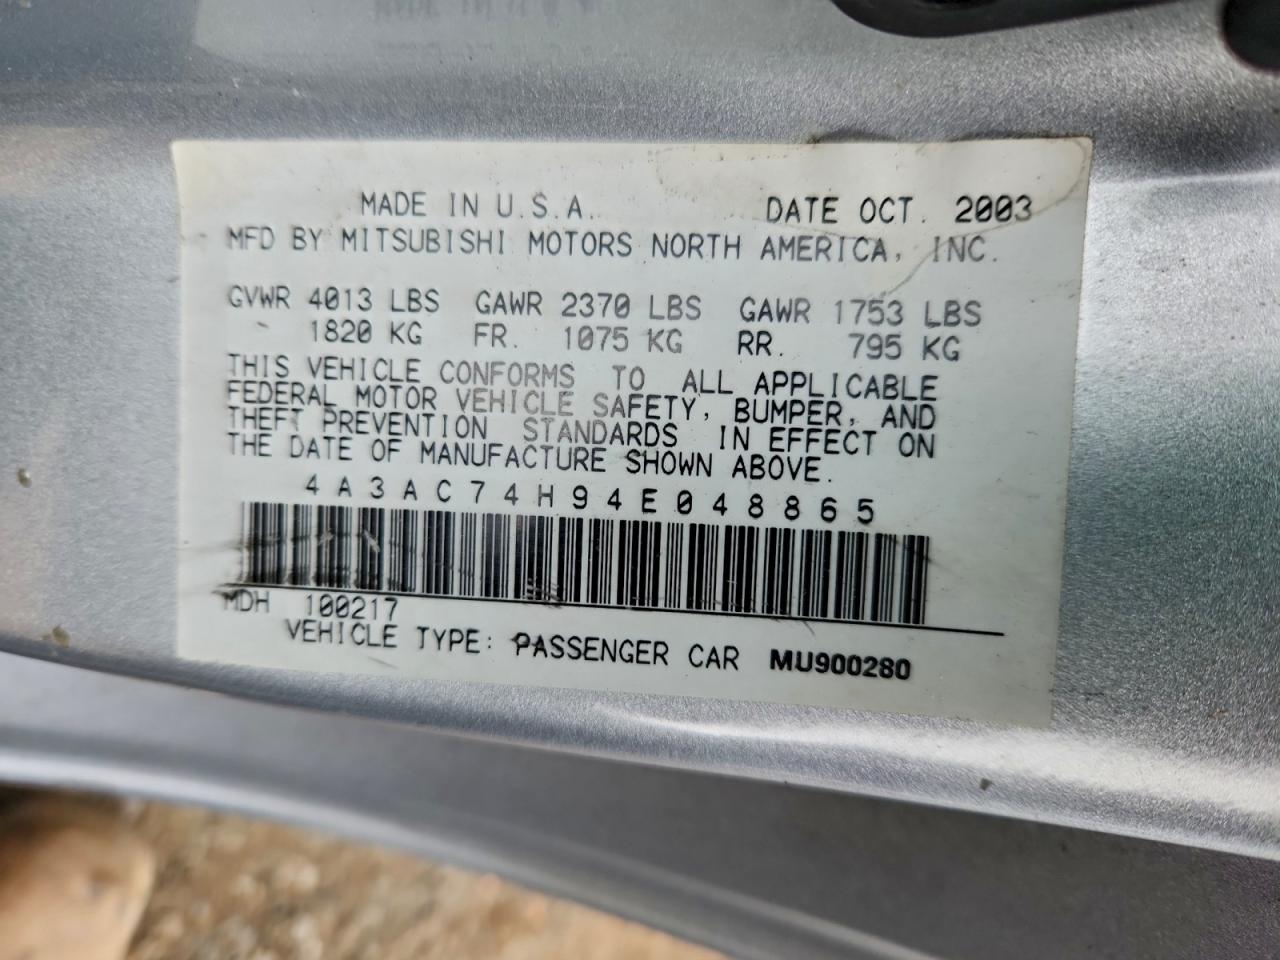 MADE IN U.S.A. DATE OCT. 2003
MFD BY MITSUBISHI MOTORS NORTH AMERICA, INC.
GVWR 4013 LBS GAWR 2370 LBS GAWR 1753 LBS
1820 KG FR. 1075 KG RR. 795 KG
THIS VEHICLE CONFORMS TO ALL APPLICABLE
FEDERAL MOTOR VEHICLE SAFETY, BUMPER, AND
THEFT PREVENTION STANDARDS IN EFFECT ON
THE DATE OF MANUFACTURE SHOWN ABOVE.
4A3AC74H94E048865
MDH 100217
VEHICLE TYPE: PASSENGER CAR MU900280